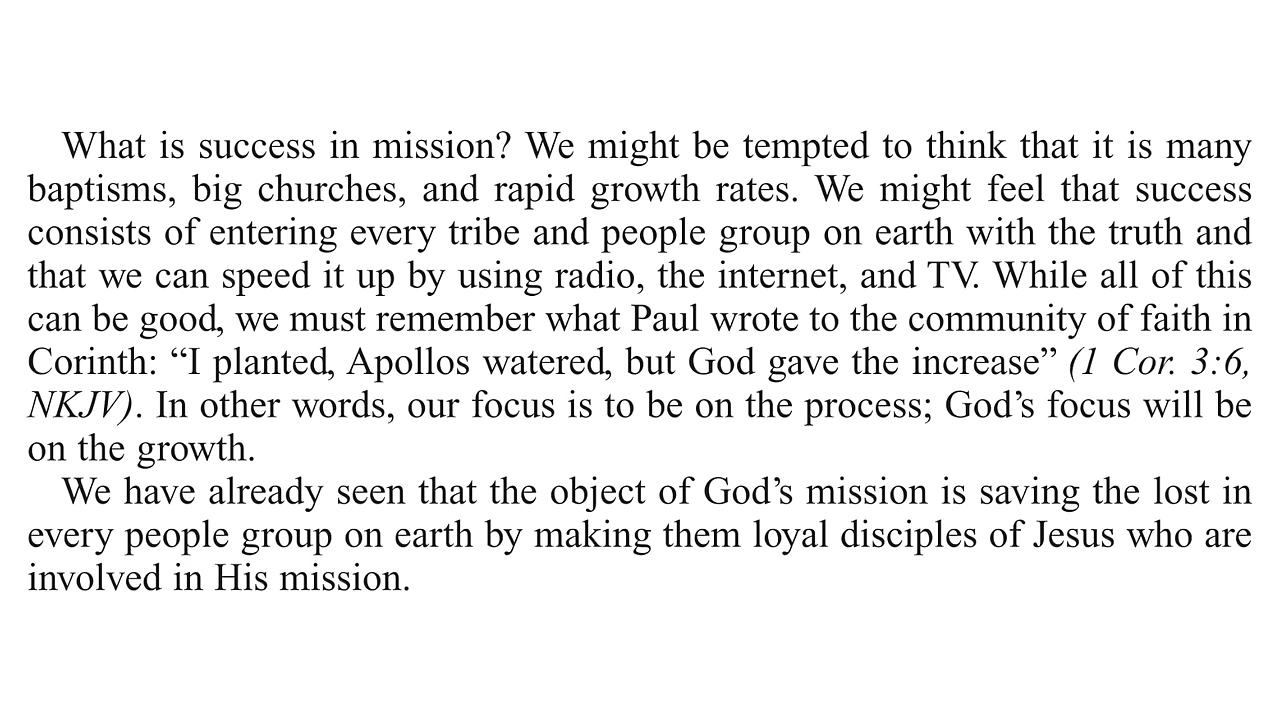 What is success in mission? We might be tempted to think that it is many
baptisms, big churches, and rapid growth rates. We might feel that success
consists of entering every tribe and people group on earth with the truth and
that we can speed it up by using radio, the internet, and TV. While all of this
can be good, we must remember what Paul wrote to the community of faith in
Corinth: “I planted, Apollos watered, but God gave the increase” (1 Cor. 3:6,
NKJV). In other words, our focus is to be on the process; God’s focus will be
on the growth.
We have already seen that the object of God’s mission is saving the lost in
every people group on earth by making them loyal disciples of Jesus who are
involved in His mission.